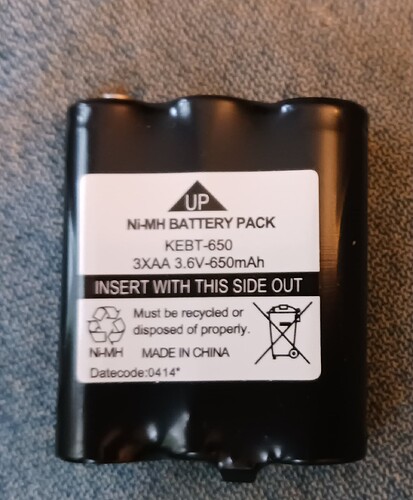 UP
Ni-MH BATTERY PACK
KEBT-650
3XAA 3.6V-650mAh
INSERT WITH THIS SIDE OUT
Must be recycled or
disposed of properly.
Ni-MH MADE IN CHINA
Datecode:0414*